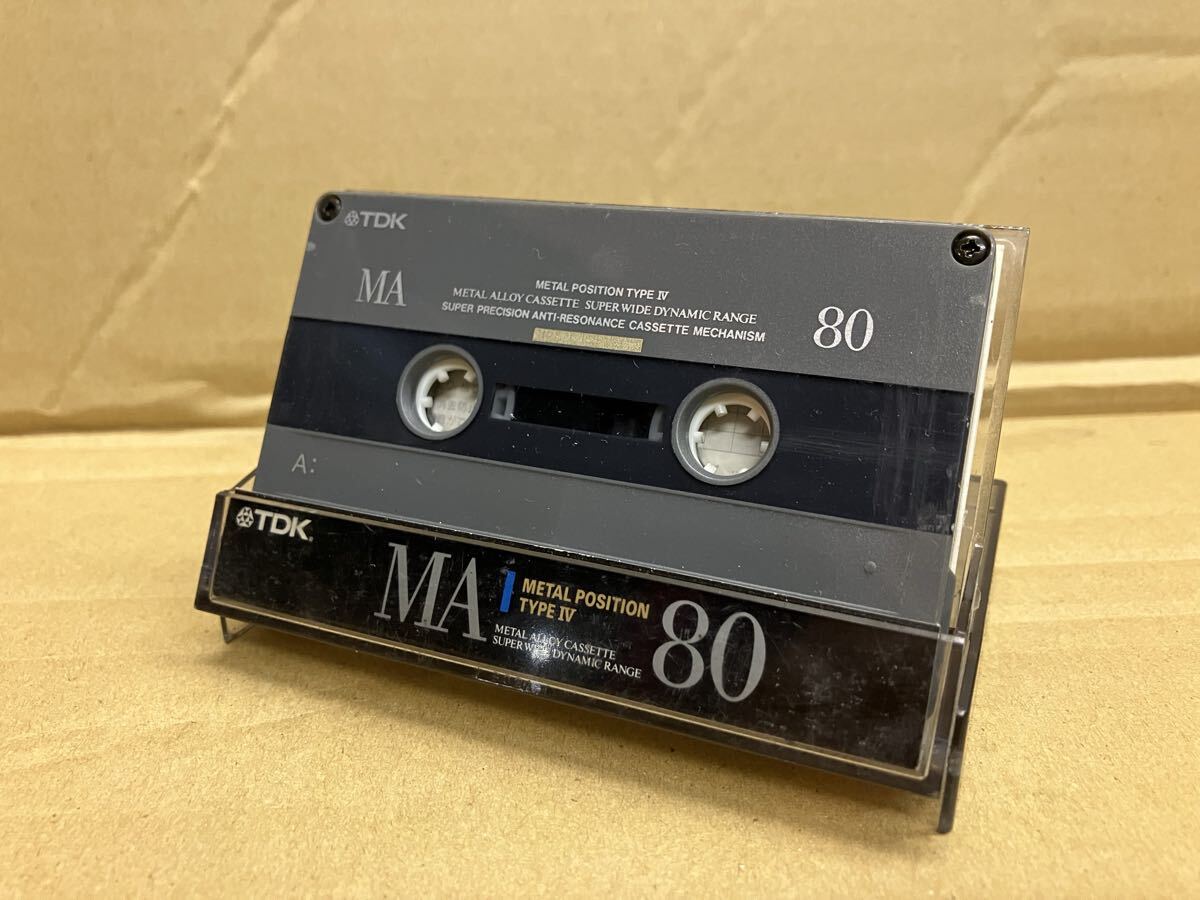 TDK
MA
METAL POSITION TYPE IV
METAL ALLOY CASSETTE SUPER WIDE DYNAMIC RANGE
SUPER PRECISION ANTI-RESONANCE CASSETTE MECHANISM
80
A:
TDK
MA
METAL POSITION
TYPE IV
METAL ALLOY CASSETTE
SUPER WIDE DYNAMIC RANGE
80